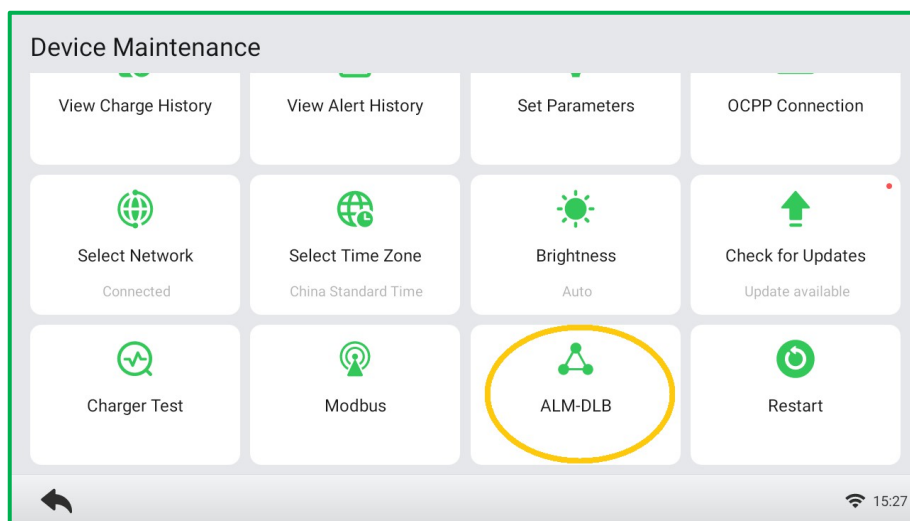 Device Maintenance
View Charge History
View Alert History
Set Parameters
OCPP Connection
Select Network
Select Time Zone
Brightness
Check for Updates
Connected
China Standard Time
Auto
Update available
Charger Test
Modbus
ALM-DLB
Restart
15:27